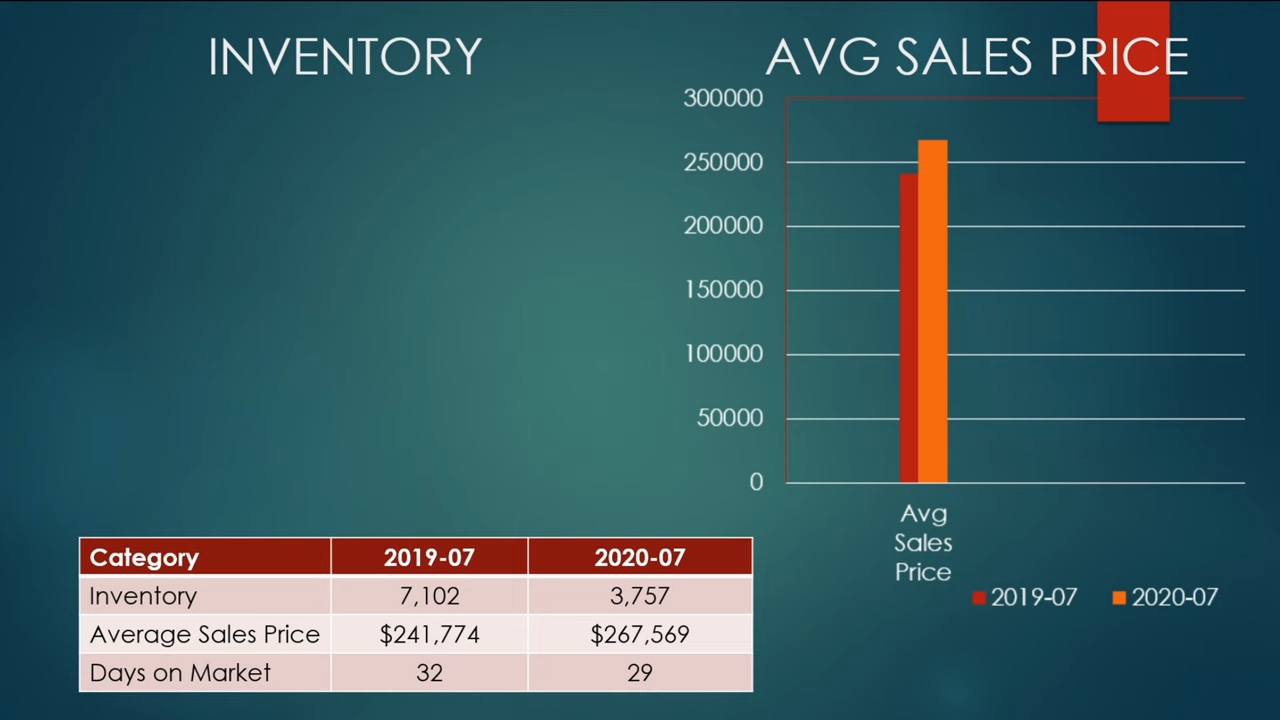 INVENTORY
AVG SALES PRICE
300000
250000
200000
150000
100000
50000
0
Avg
Sales
Price
2019-07 2020-07
Category 2019-07 2020-07
Inventory 7,102 3,757
Average Sales Price $241,774 $267,569
Days on Market 32 29